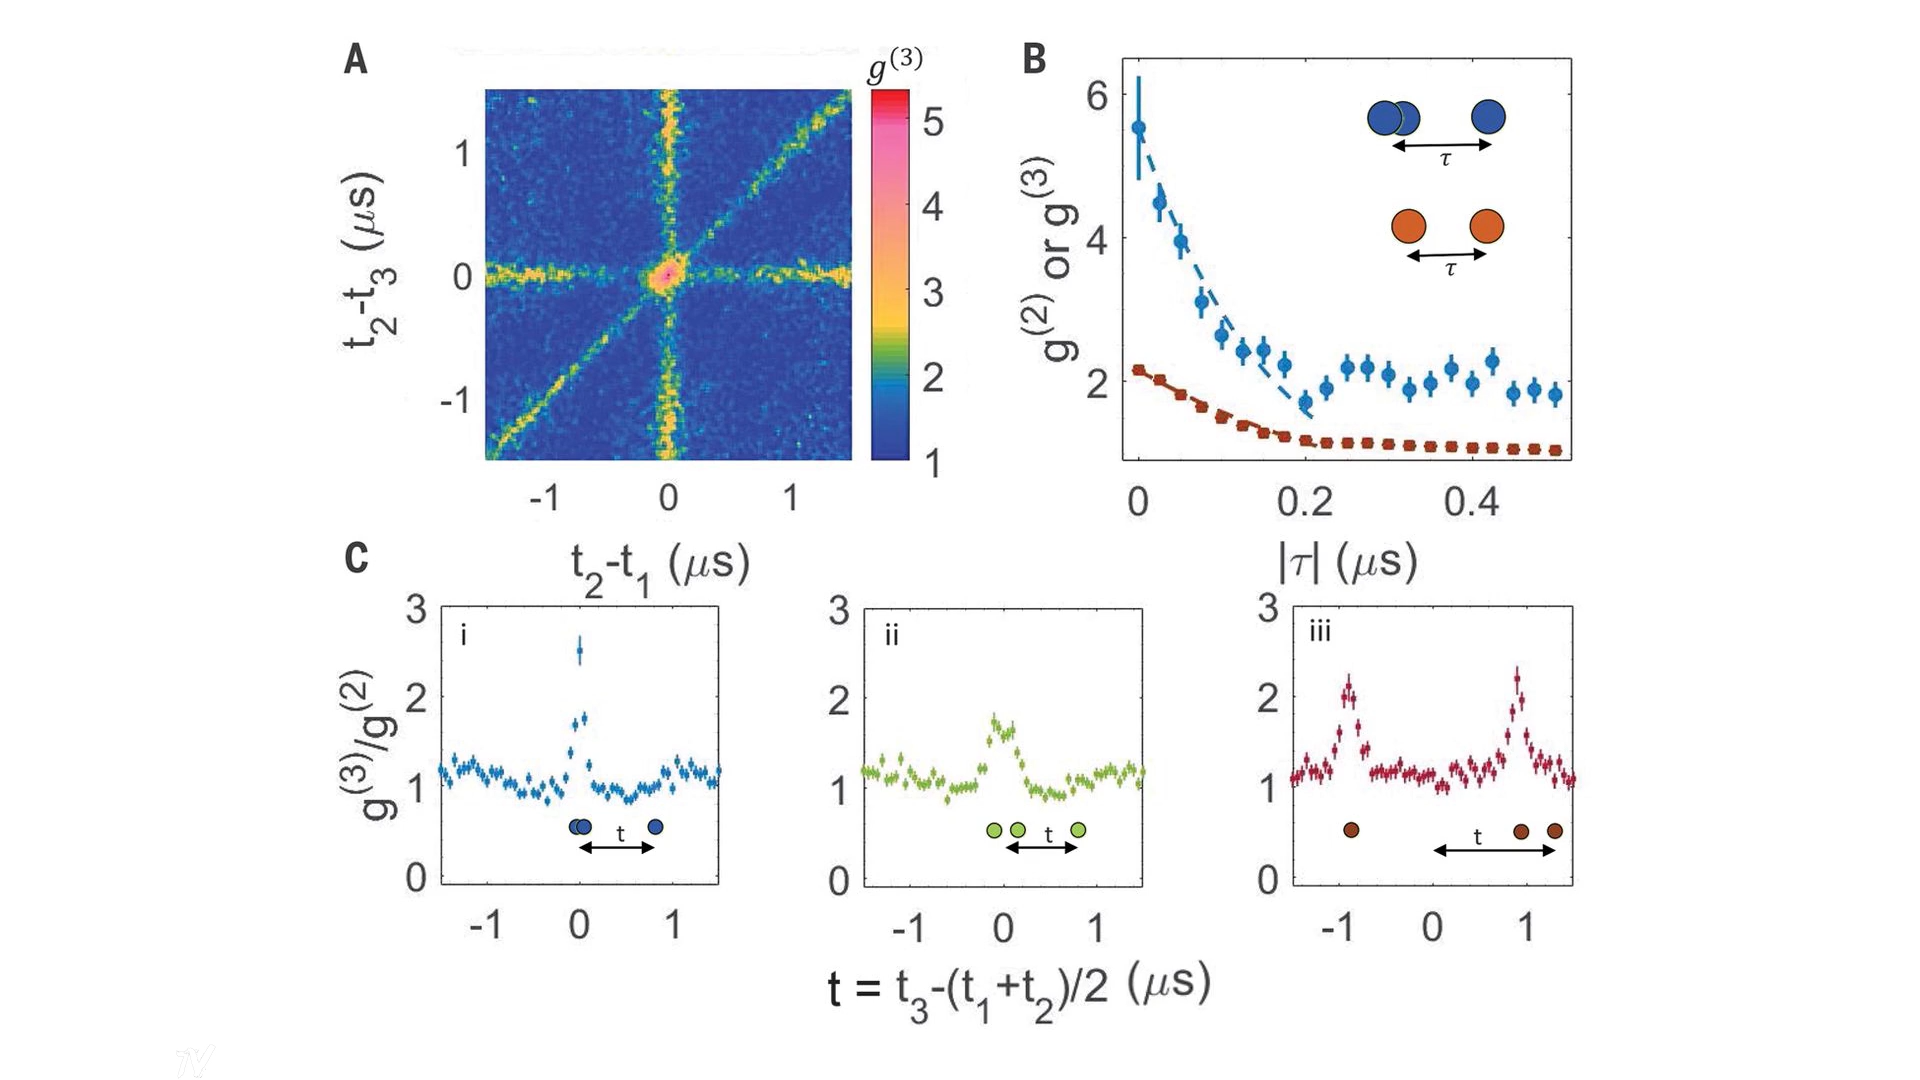 A
g^(3)
5
4
3
2
1
1
0
-1
t₂-t₃ (μs)
-1 0 1
t₂-t₁ (μs)
B
6
4
2
g^(2) or g^(3)
τ
τ
0 0.2 0.4
|τ| (μs)
C
3
2
1
0
g^(3)/g^(2)
i
t
-1 0 1
3
2
1
0
ii
t
-1 0 1
3
2
1
0
iii
t
-1 0 1
t = t₃-(t₁+t₂)/2 (μs)